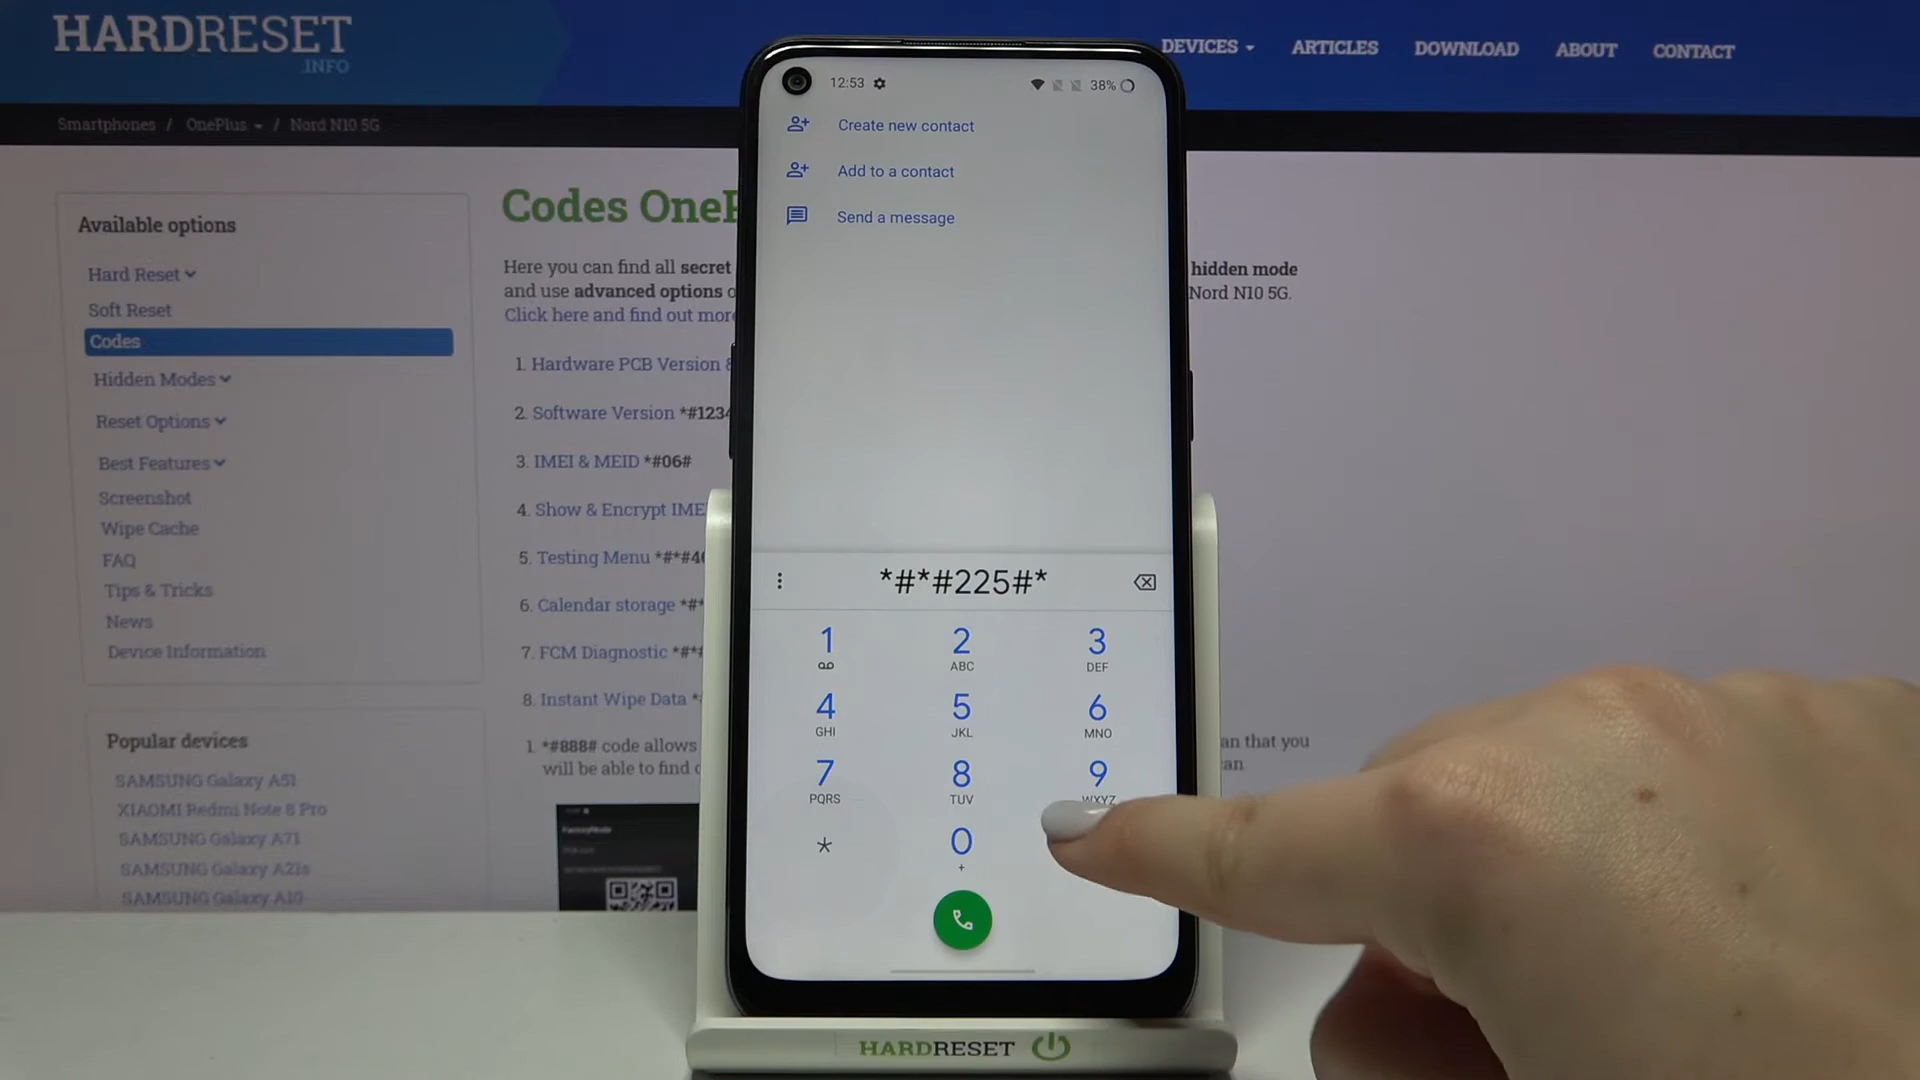 HARDRESET
.INFO
DEVICES
ARTICLES
DOWNLOAD
ABOUT
CONTACT
Smartphones / OnePlus / Nord N10 5G
Available options
Hard Reset
Soft Reset
Codes
Hidden Modes
Reset Options
Best Features
Screenshot
Wipe Cache
FAQ
Tips & Tricks
News
Device Information
Popular devices
SAMSUNG Galaxy A51
XIAOMI Redmi Note 8 Pro
SAMSUNG Galaxy A71
SAMSUNG Galaxy A21s
SAMSUNG Galaxy A10
Codes OneP
Here you can find all secret
hidden mode
and use advanced options
Nord N10 5G.
Click here and find out more
1. Hardware PCB Version &
2. Software Version *#1234
3. IMEI & MEID *#06#
4. Show & Encrypt IME
5. Testing Menu *#*#4
6. Calendar storage *#*
7. FCM Diagnostic *#*
8. Instant Wipe Data *
1. *#888# code allows
an that you
will be able to find
can
12:53
38%
Create new contact
Add to a contact
Send a message
*#*#225#*
1
2 ABC
3 DEF
4 GHI
5 JKL
6 MNO
7 PQRS
8 TUV
9 WXYZ
*
0 +
HARDRESET